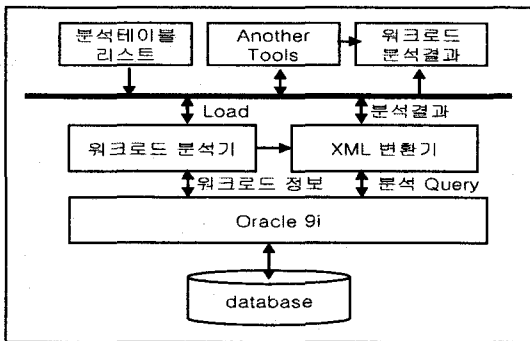 분석테이블
리스트
Another
Tools
워크로드
분석결과
Load
분석결과
워크로드 분석기
XML 변환기
워크로드 정보
분석 Query
Oracle 9i
database